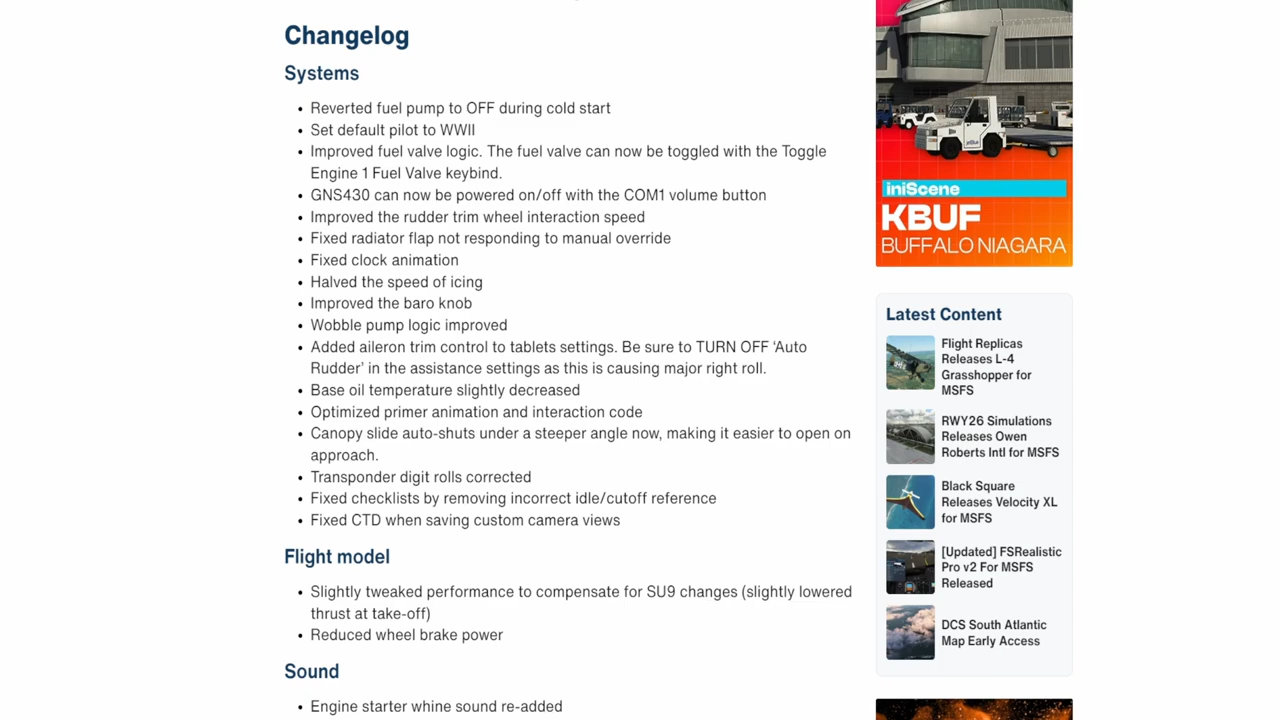 Changelog
Systems
• Reverted fuel pump to OFF during cold start
• Set default pilot to WWII
• Improved fuel valve logic. The fuel valve can now be toggled with the Toggle
Engine 1 Fuel Valve keybind.
• GNS430 can now be powered on/off with the COM1 volume button
• Improved the rudder trim wheel interaction speed
• Fixed radiator flap not responding to manual override
• Fixed clock animation
• Halved the speed of icing
• Improved the baro knob
• Wobble pump logic improved
• Added aileron trim control to tablets settings. Be sure to TURN OFF ‘Auto
Rudder’ in the assistance settings as this is causing major right roll.
• Base oil temperature slightly decreased
• Optimized primer animation and interaction code
• Canopy slide auto-shuts under a steeper angle now, making it easier to open on
approach.
• Transponder digit rolls corrected
• Fixed checklists by removing incorrect idle/cutoff reference
• Fixed CTD when saving custom camera views
Flight model
• Slightly tweaked performance to compensate for SU9 changes (slightly lowered
thrust at take-off)
• Reduced wheel brake power
Sound
• Engine starter whine sound re-added
jetBlue
iniScene
KBUF
BUFFALO NIAGARA
Latest Content
Flight Replicas
Releases L-4
Grasshopper for
MSFS
RWY26 Simulations
Releases Owen
Roberts Intl for MSFS
Black Square
Releases Velocity XL
for MSFS
[Updated] FSRealistic
Pro v2 For MSFS
Released
DCS South Atlantic
Map Early Access